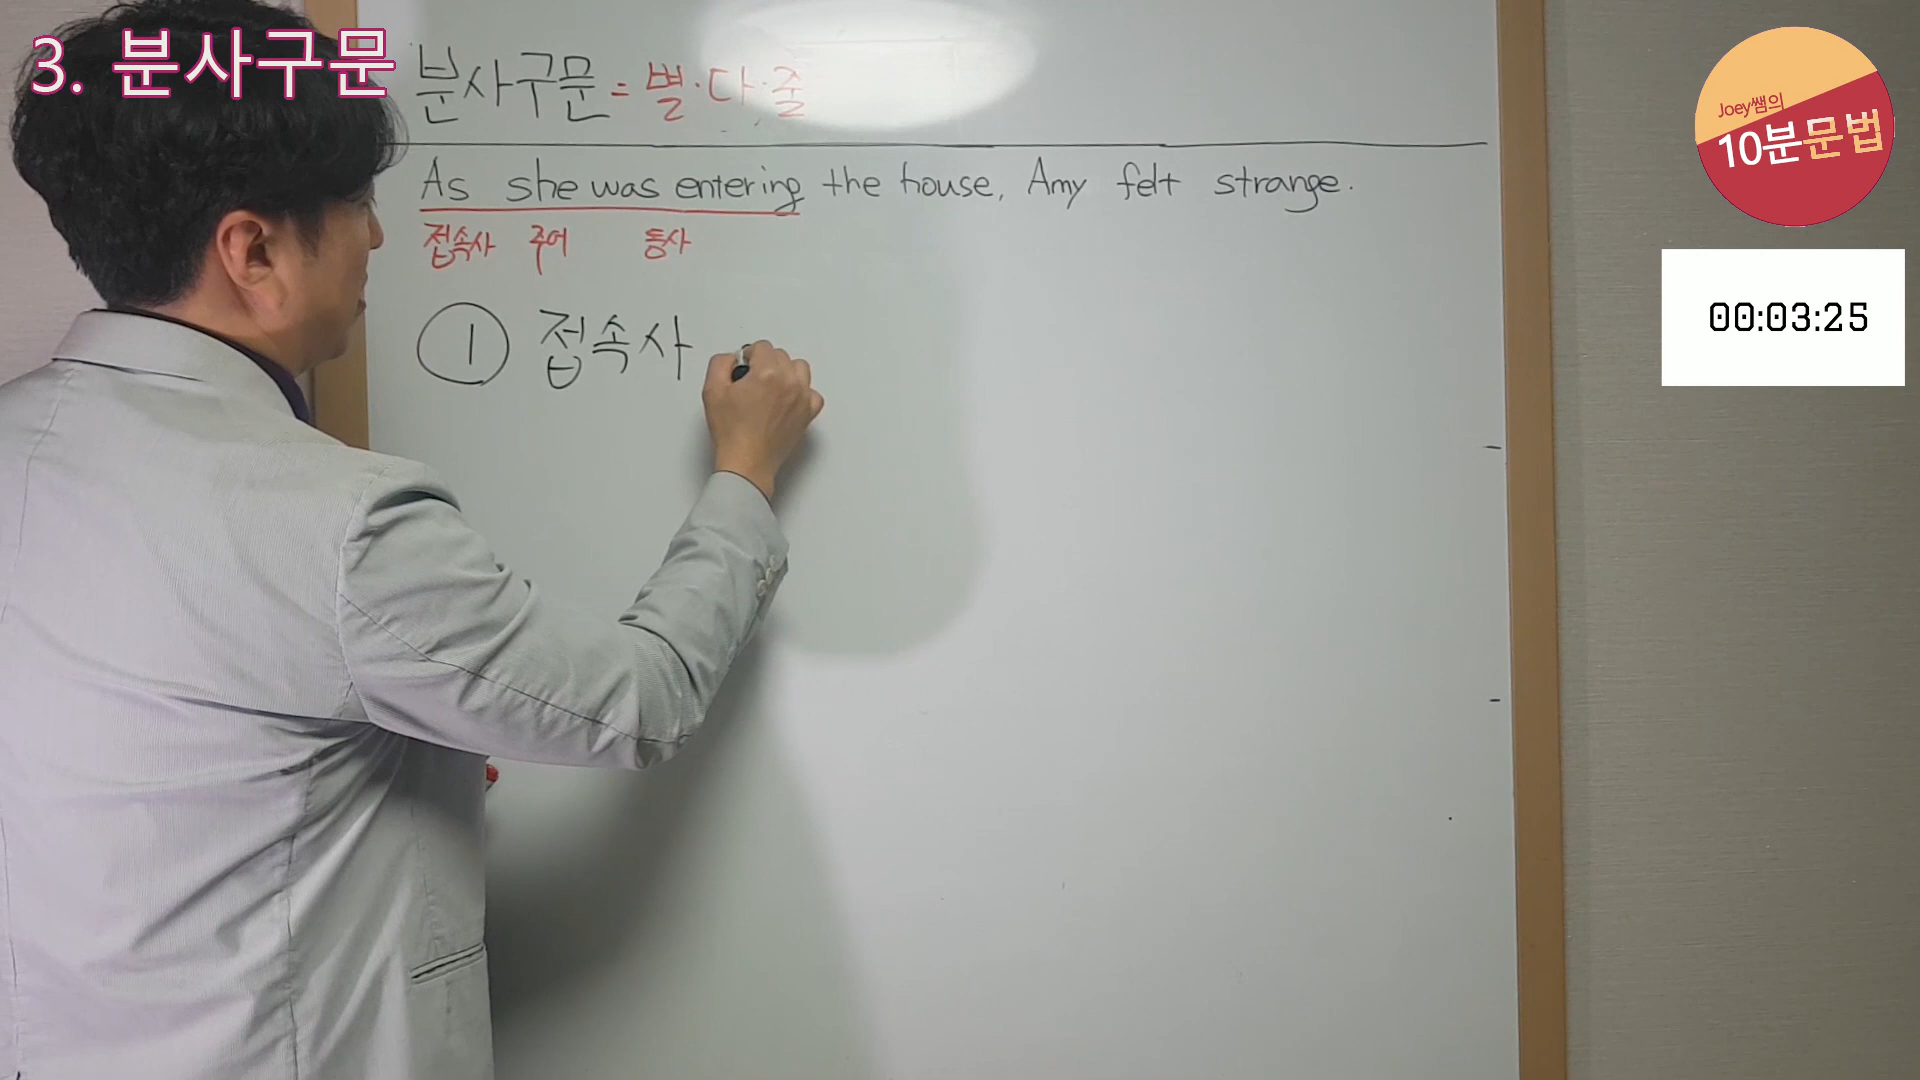 3. 분사구문
분사구문 = 별·다·줄
As she was entering the house, Amy felt strange.
접속사 주어 동사
① 접속사
Joey쌤의
10분문법
00:03:25